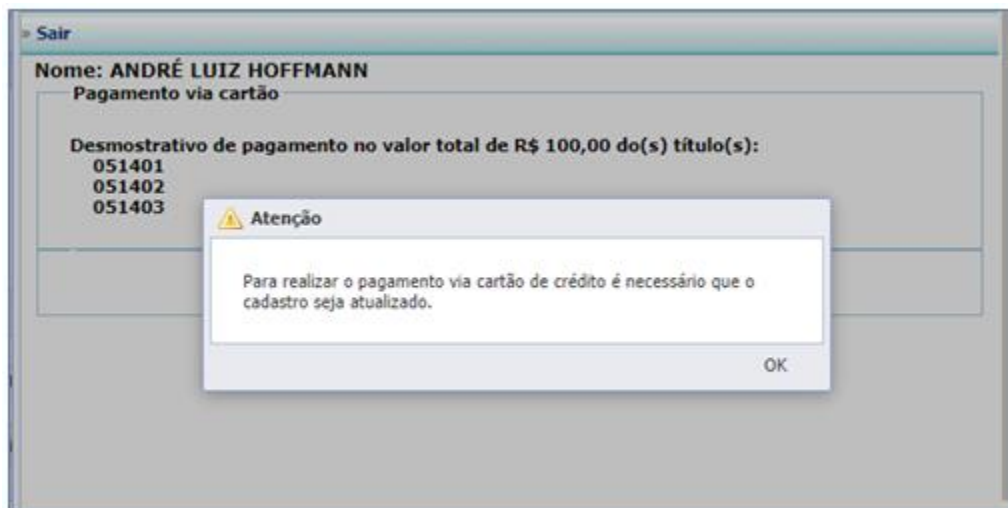 » Sair
Nome: ANDRÉ LUIZ HOFFMANN
Pagamento via cartão
Desmostrativo de pagamento no valor total de R$ 100,00 do(s) título(s):
051401
051402
051403
Atenção
Para realizar o pagamento via cartão de crédito é necessário que o
cadastro seja atualizado.
OK